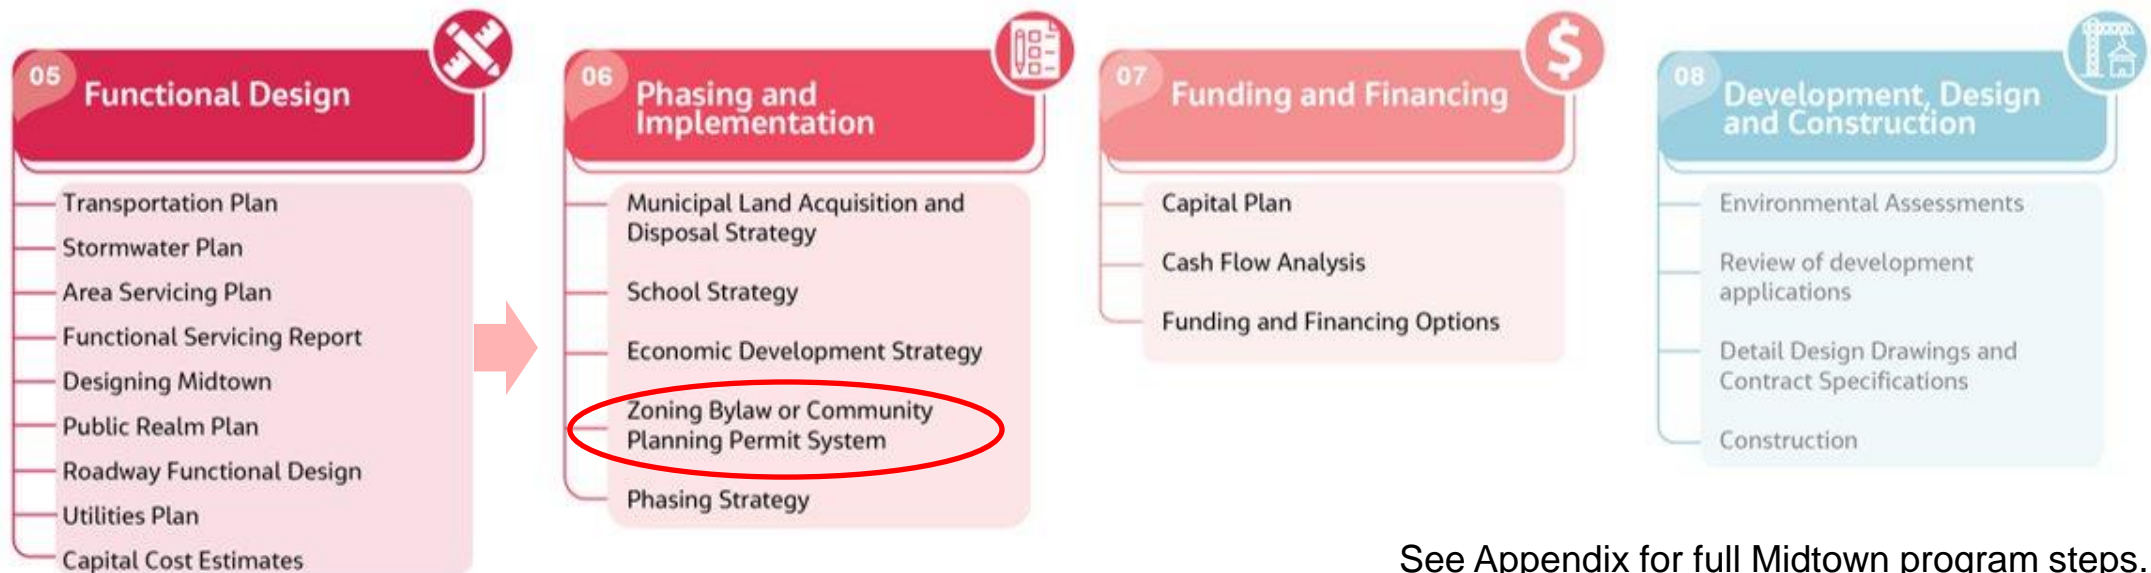 05
Functional Design
Transportation Plan
Stormwater Plan
Area Servicing Plan
Functional Servicing Report
Designing Midtown
Public Realm Plan
Roadway Functional Design
Utilities Plan
Capital Cost Estimates
06
Phasing and
Implementation
Municipal Land Acquisition and
Disposal Strategy
School Strategy
Economic Development Strategy
Zoning Bylaw or Community
Planning Permit System
Phasing Strategy
07
Funding and Financing
$
Capital Plan
Cash Flow Analysis
Funding and Financing Options
08
Development, Design
and Construction
Environmental Assessments
Review of development
applications
Detail Design Drawings and
Contract Specifications
Construction
See Appendix for full Midtown program steps.